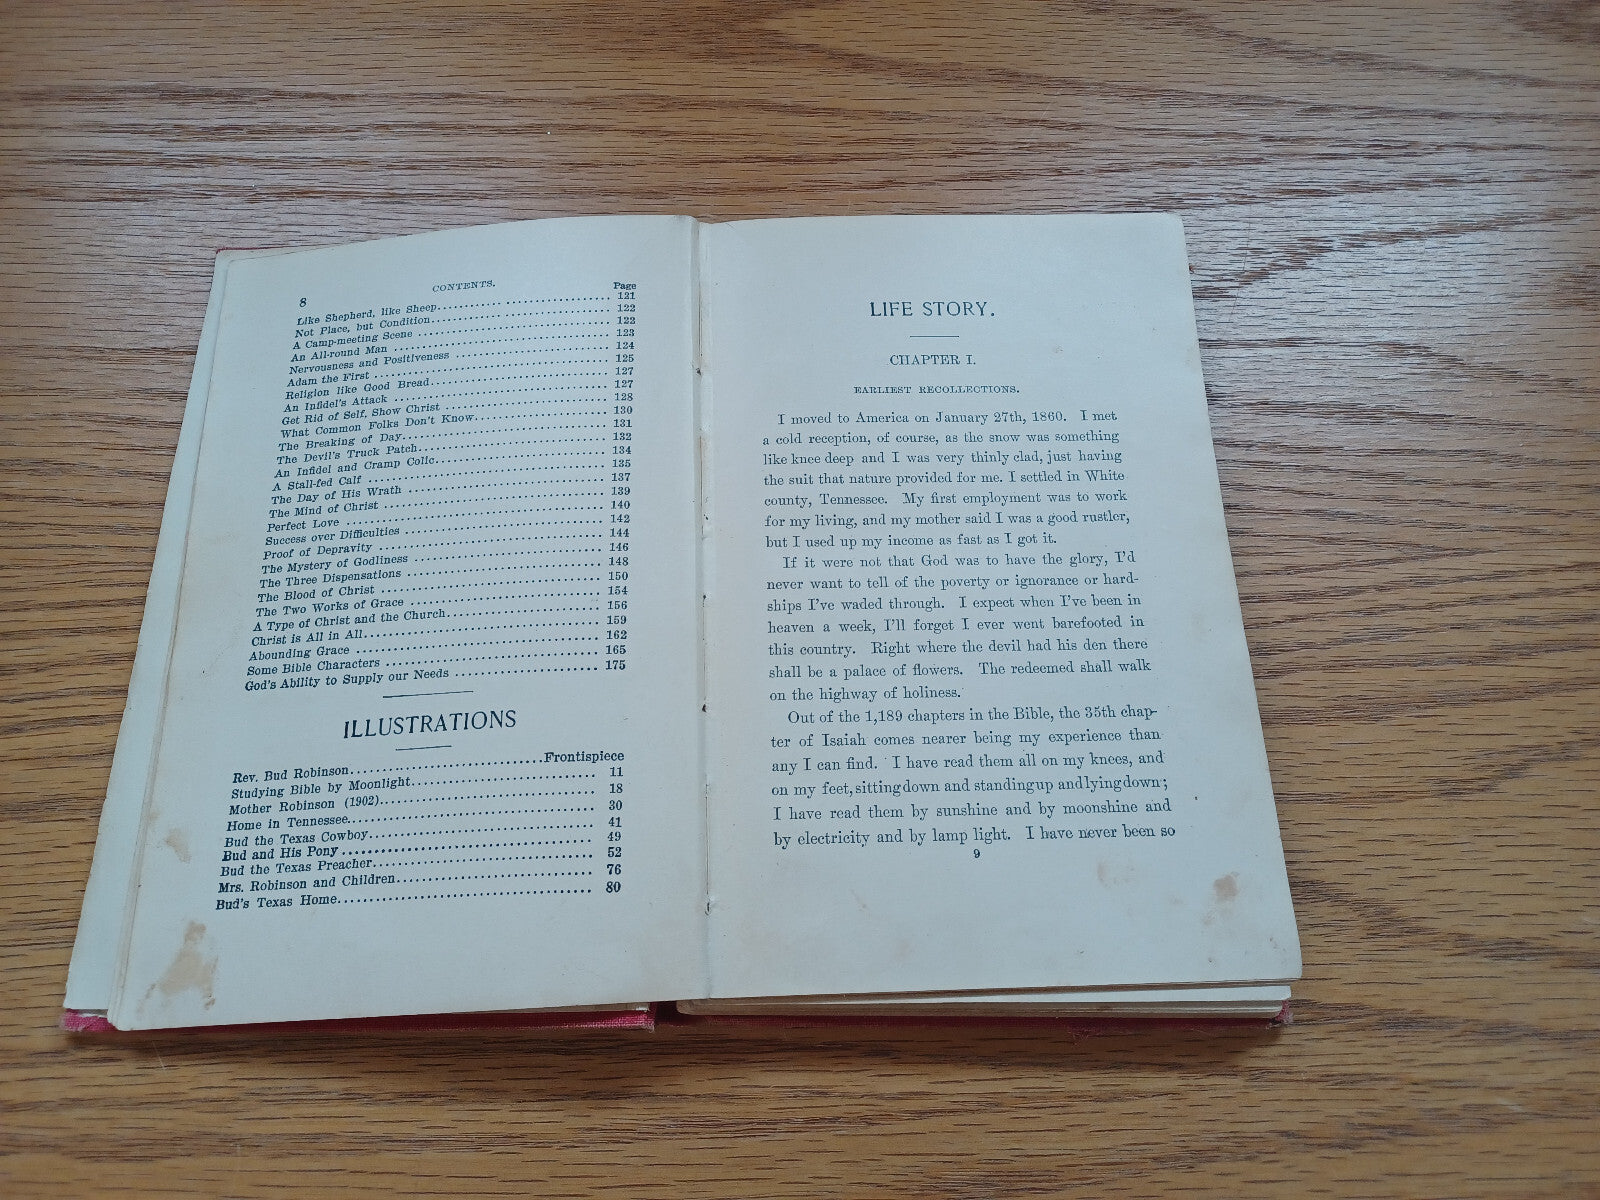 8 CONTENTS.
Page
Like Shepherd, like Sheep 121
Not Place, but Condition 122
A Camp-meeting Scene 122
An All-round Man 123
Nervousness and Positiveness 124
Adam the First 125
Religion like Good Bread 127
An Infidel's Attack 127
Get Rid of Self, Show Christ 128
What Common Folks Don't Know 130
The Breaking of Day 131
The Devil's Truck Patch 132
An Infidel and Cramp Colic 134
A Stall-fed Calf 135
The Day of His Wrath 137
The Mind of Christ 139
Perfect Love 140
Success over Difficulties 142
Proof of Depravity 144
The Mystery of Godliness 146
The Three Dispensations 148
The Blood of Christ 150
The Two Works of Grace 154
A Type of Christ and the Church 156
Christ is All in All 159
Abounding Grace 162
Some Bible Characters 165
God's Ability to Supply our Needs 175
ILLUSTRATIONS
Rev. Bud Robinson Frontispiece
Studying Bible by Moonlight 11
Mother Robinson (1902) 18
Home in Tennessee 30
Bud the Texas Cowboy 41
Bud and His Pony 49
Bud the Texas Preacher 52
Mrs. Robinson and Children 76
Bud's Texas Home 80
LIFE STORY.
CHAPTER I.
EARLIEST RECOLLECTIONS.
I moved to America on January 27th, 1860. I met
a cold reception, of course, as the snow was something
like knee deep and I was very thinly clad, just having
the suit that nature provided for me. I settled in White
county, Tennessee. My first employment was to work
for my living, and my mother said I was a good rustler,
but I used up my income as fast as I got it.
If it were not that God was to have the glory, I'd
never want to tell of the poverty or ignorance or hard-
ships I've waded through. I expect when I've been in
heaven a week, I'll forget I ever went barefooted in
this country. Right where the devil had his den there
shall be a palace of flowers. The redeemed shall walk
on the highway of holiness.
Out of the 1,189 chapters in the Bible, the 35th chap-
ter of Isaiah comes nearer being my experience than
any I can find. I have read them all on my knees, and
on my feet, sitting down and standing up and lying down;
I have read them by sunshine and by moonshine and
by electricity and by lamp light. I have never been so
9